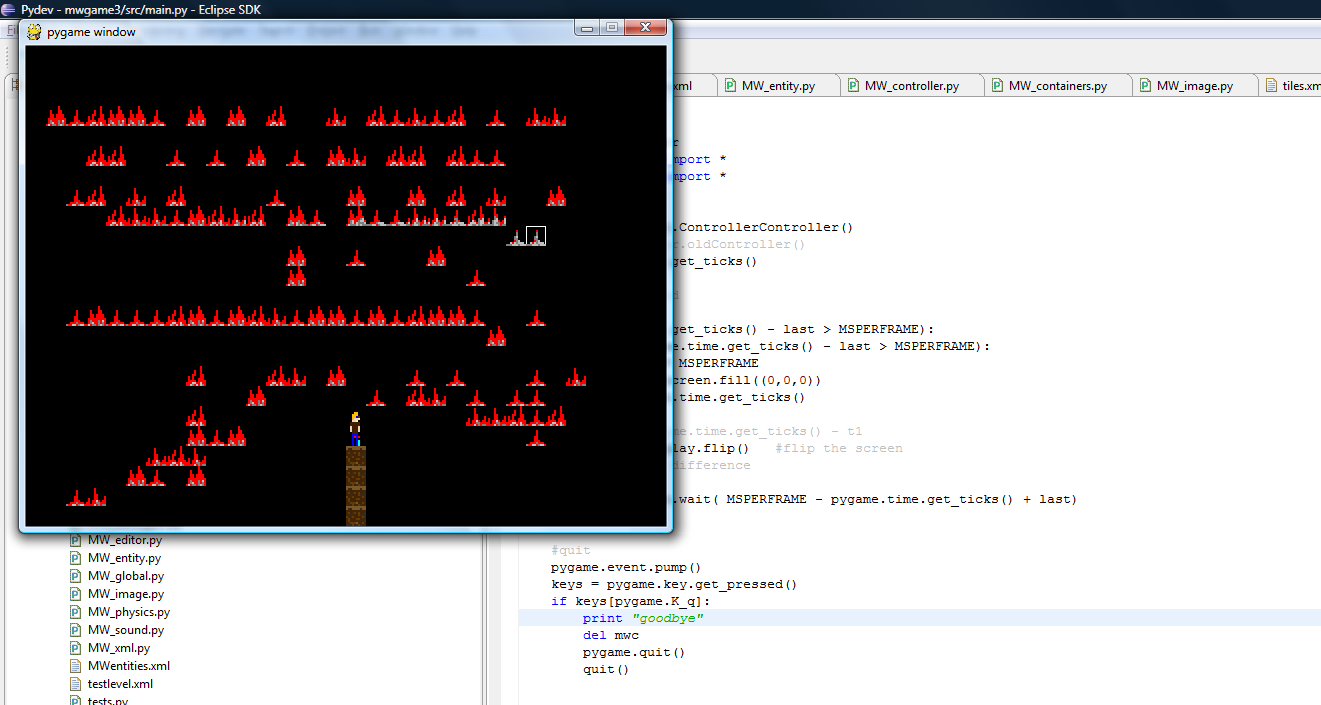 Pydev - mwgame3/src/main.py - Eclipse SDK
pygame window
xml
MW_entity.py
MW_controller.py
MW_containers.py
MW_image.py
tiles.xm
mport *
mport *
.ControllerController()
r.oldController()
get_ticks()
get_ticks() - last > MSPERFRAME):
e.time.get_ticks() - last > MSPERFRAME):
MSPERFRAME
creen.fill((0,0,0))
.time.get_ticks()
me.time.get_ticks() - t1
lay.flip()   #flip the screen
difference
.wait( MSPERFRAME - pygame.time.get_ticks() + last)
#quit
pygame.event.pump()
keys = pygame.key.get_pressed()
if keys[pygame.K_q]:
print "goodbye"
del mwc
pygame.quit()
quit()
MW_editor.py
MW_entity.py
MW_global.py
MW_image.py
MW_physics.py
MW_sound.py
MW_xml.py
MWentities.xml
testlevel.xml
tests.py